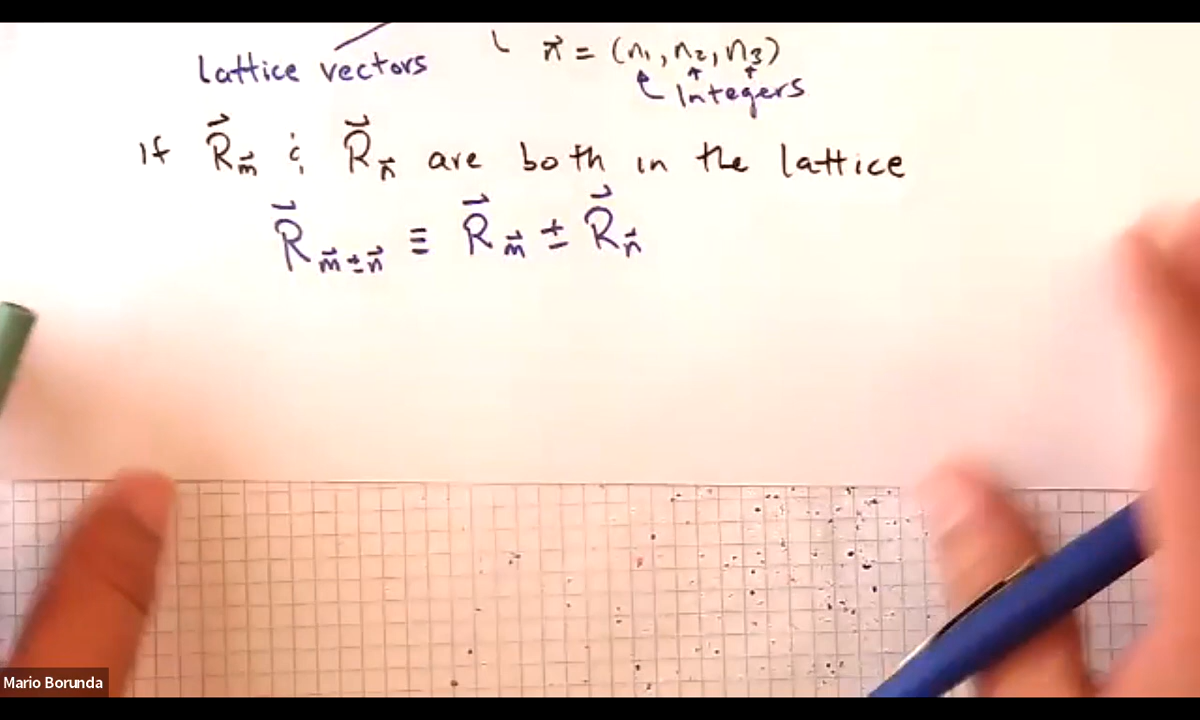 lattice vectors
n⃗ = (n₁, n₂, n₃)
Integers
If R⃗ₘ⃗ & R⃗ₙ⃗ are both in the lattice
R⃗ₘ⃗±ₙ⃗ ≡ R⃗ₘ⃗ ± R⃗ₙ⃗
Mario Borunda